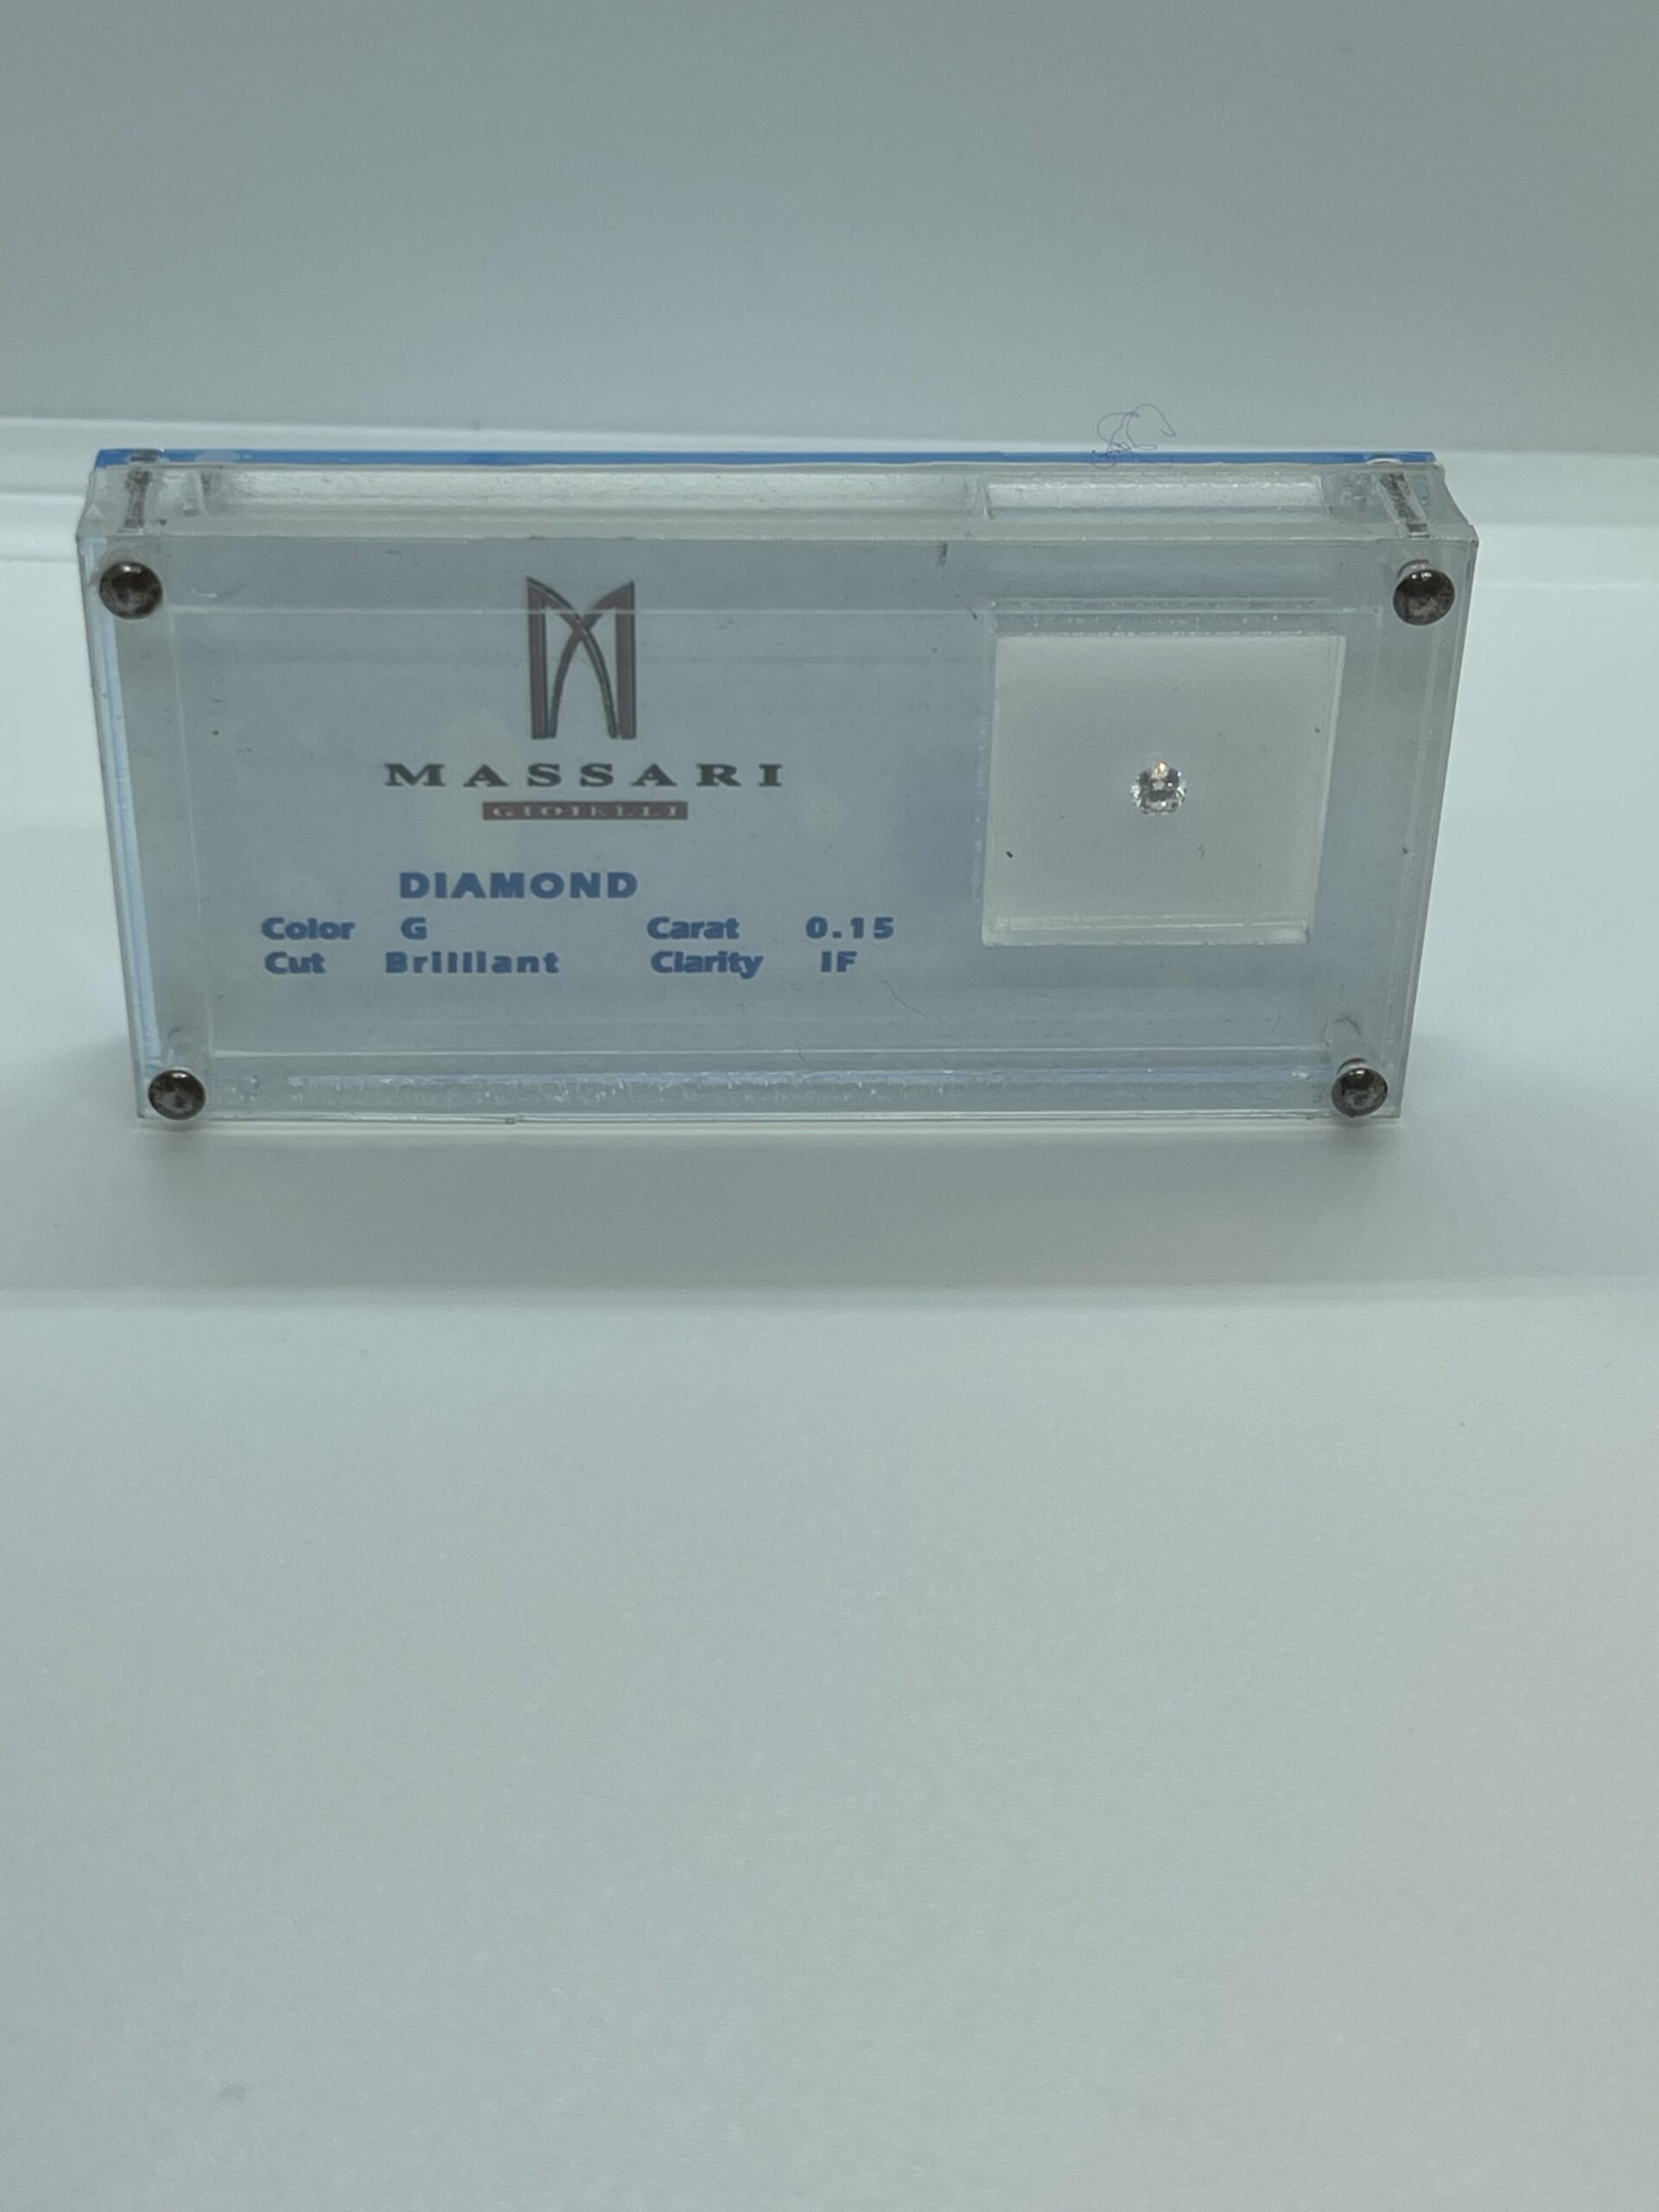 MASSARI
GIOIELLI
DIAMOND
Color G Carat 0.15
Cut Brilliant Clarity IF